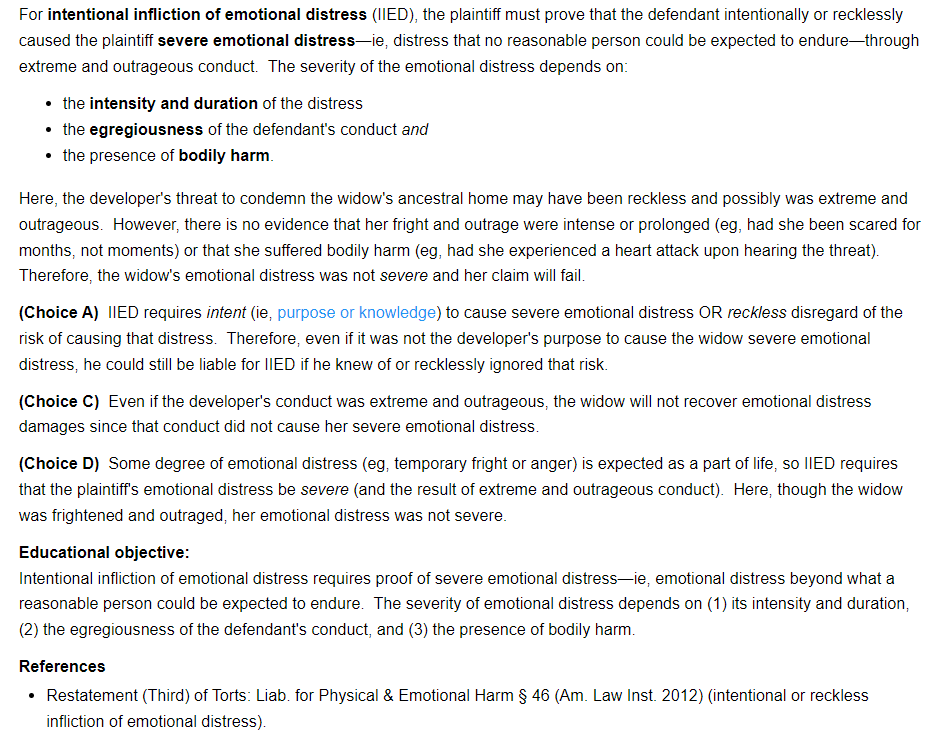 For intentional infliction of emotional distress (IIED), the plaintiff must prove that the defendant intentionally or recklessly
caused the plaintiff severe emotional distress—ie, distress that no reasonable person could be expected to endure—through
extreme and outrageous conduct.  The severity of the emotional distress depends on:
• the intensity and duration of the distress
• the egregiousness of the defendant's conduct and
• the presence of bodily harm.
Here, the developer's threat to condemn the widow's ancestral home may have been reckless and possibly was extreme and
outrageous.  However, there is no evidence that her fright and outrage were intense or prolonged (eg, had she been scared for
months, not moments) or that she suffered bodily harm (eg, had she experienced a heart attack upon hearing the threat).
Therefore, the widow's emotional distress was not severe and her claim will fail.
(Choice A)  IIED requires intent (ie, purpose or knowledge) to cause severe emotional distress OR reckless disregard of the
risk of causing that distress.  Therefore, even if it was not the developer's purpose to cause the widow severe emotional
distress, he could still be liable for IIED if he knew of or recklessly ignored that risk.
(Choice C)  Even if the developer's conduct was extreme and outrageous, the widow will not recover emotional distress
damages since that conduct did not cause her severe emotional distress.
(Choice D)  Some degree of emotional distress (eg, temporary fright or anger) is expected as a part of life, so IIED requires
that the plaintiff's emotional distress be severe (and the result of extreme and outrageous conduct).  Here, though the widow
was frightened and outraged, her emotional distress was not severe.
Educational objective:
Intentional infliction of emotional distress requires proof of severe emotional distress—ie, emotional distress beyond what a
reasonable person could be expected to endure.  The severity of emotional distress depends on (1) its intensity and duration,
(2) the egregiousness of the defendant's conduct, and (3) the presence of bodily harm.
References
• Restatement (Third) of Torts: Liab. for Physical & Emotional Harm § 46 (Am. Law Inst. 2012) (intentional or reckless
infliction of emotional distress).